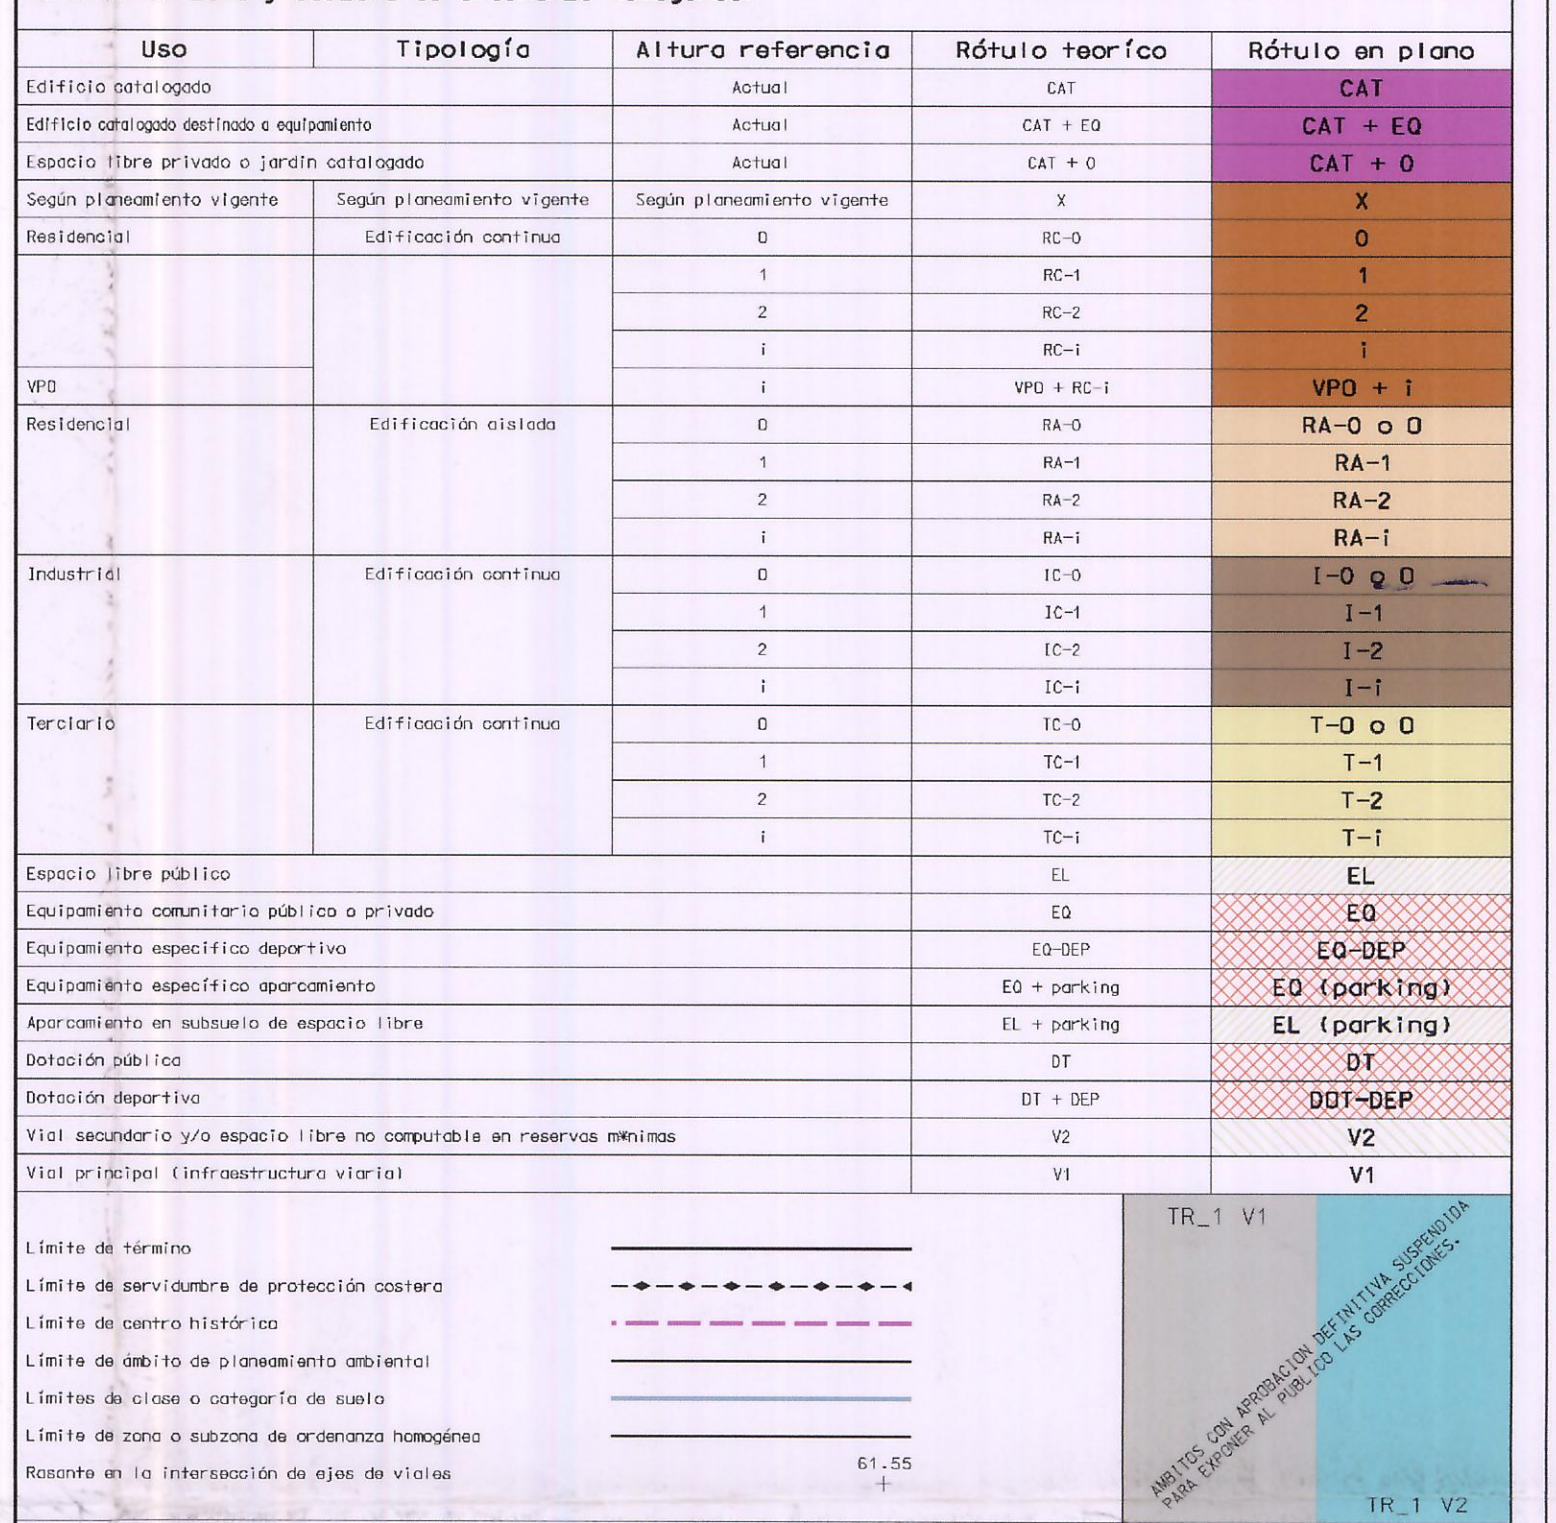 Uso Tipología Altura referencia Rótulo teoríco Rótulo en plano
Edificio catalogado Actual CAT CAT
Edificio catalogado destinado a equipamiento Actual CAT + EQ CAT + EQ
Espacio libre privado o jardín catalogado Actual CAT + 0 CAT + 0
Según planeamiento vigente Según planeamiento vigente Según planeamiento vigente X X
Residencial Edificación continua 0 RC-0 0
1 RC-1 1
2 RC-2 2
i RC-i i
VPO i VPO + RC-i VPO + i
Residencial Edificación aislada 0 RA-0 RA-0 o 0
1 RA-1 RA-1
2 RA-2 RA-2
i RA-i RA-i
Industrial Edificación continua 0 IC-0 I-0 o 0
1 IC-1 I-1
2 IC-2 I-2
i IC-i I-i
Terciario Edificación continua 0 TC-0 T-0 o 0
1 TC-1 T-1
2 TC-2 T-2
i TC-i T-i
Espacio libre público EL EL
Equipamiento comunitario público o privado EQ EQ
Equipamiento especifico deportivo EQ-DEP EQ-DEP
Equipamiento específico aparcamiento EQ + parking EQ (parking)
Aparcamiento en subsuelo de espacio libre EL + parking EL (parking)
Dotación pública DT DT
Dotación deportiva DT + DEP DOT-DEP
Vial secundario y/o espacio libre no computable en reservas m*nimas V2 V2
Vial principal (infraestructura viaria) V1 V1
TR_1 V1
Límite de término
Límite de servidumbre de protección costera
Límite de centro histórico
Límite de ámbito de planeamiento ambiental
Límites de clase o categoría de suelo
Límite de zona o subzona de ordenanza homogénea
Rasante en la intersección de ejes de viales 61.55
AMBITOS CON APROBACION DEFINITIVA SUSPENDIDA
PARA EXPONER AL PUBLICO LAS CORRECCIONES.
TR_1 V2